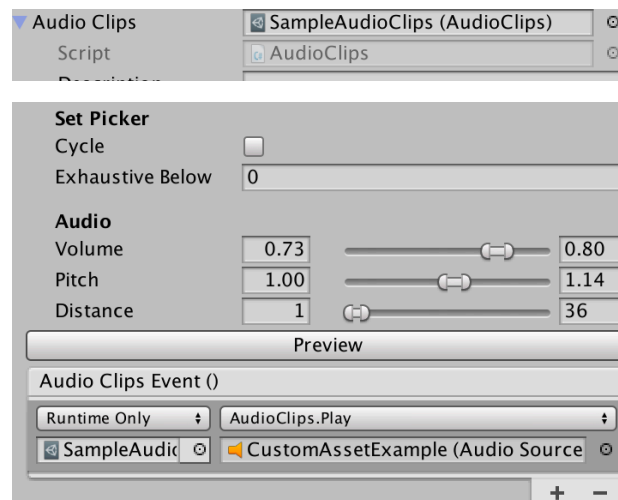 Audio Clips SampleAudioClips (AudioClips)
Script AudioClips
Set Picker
Cycle
Exhaustive Below 0
Audio
Volume 0.73 0.80
Pitch 1.00 1.14
Distance 1 36
Preview
Audio Clips Event ()
Runtime Only AudioClips.Play
SampleAudic CustomAssetExample (Audio Source